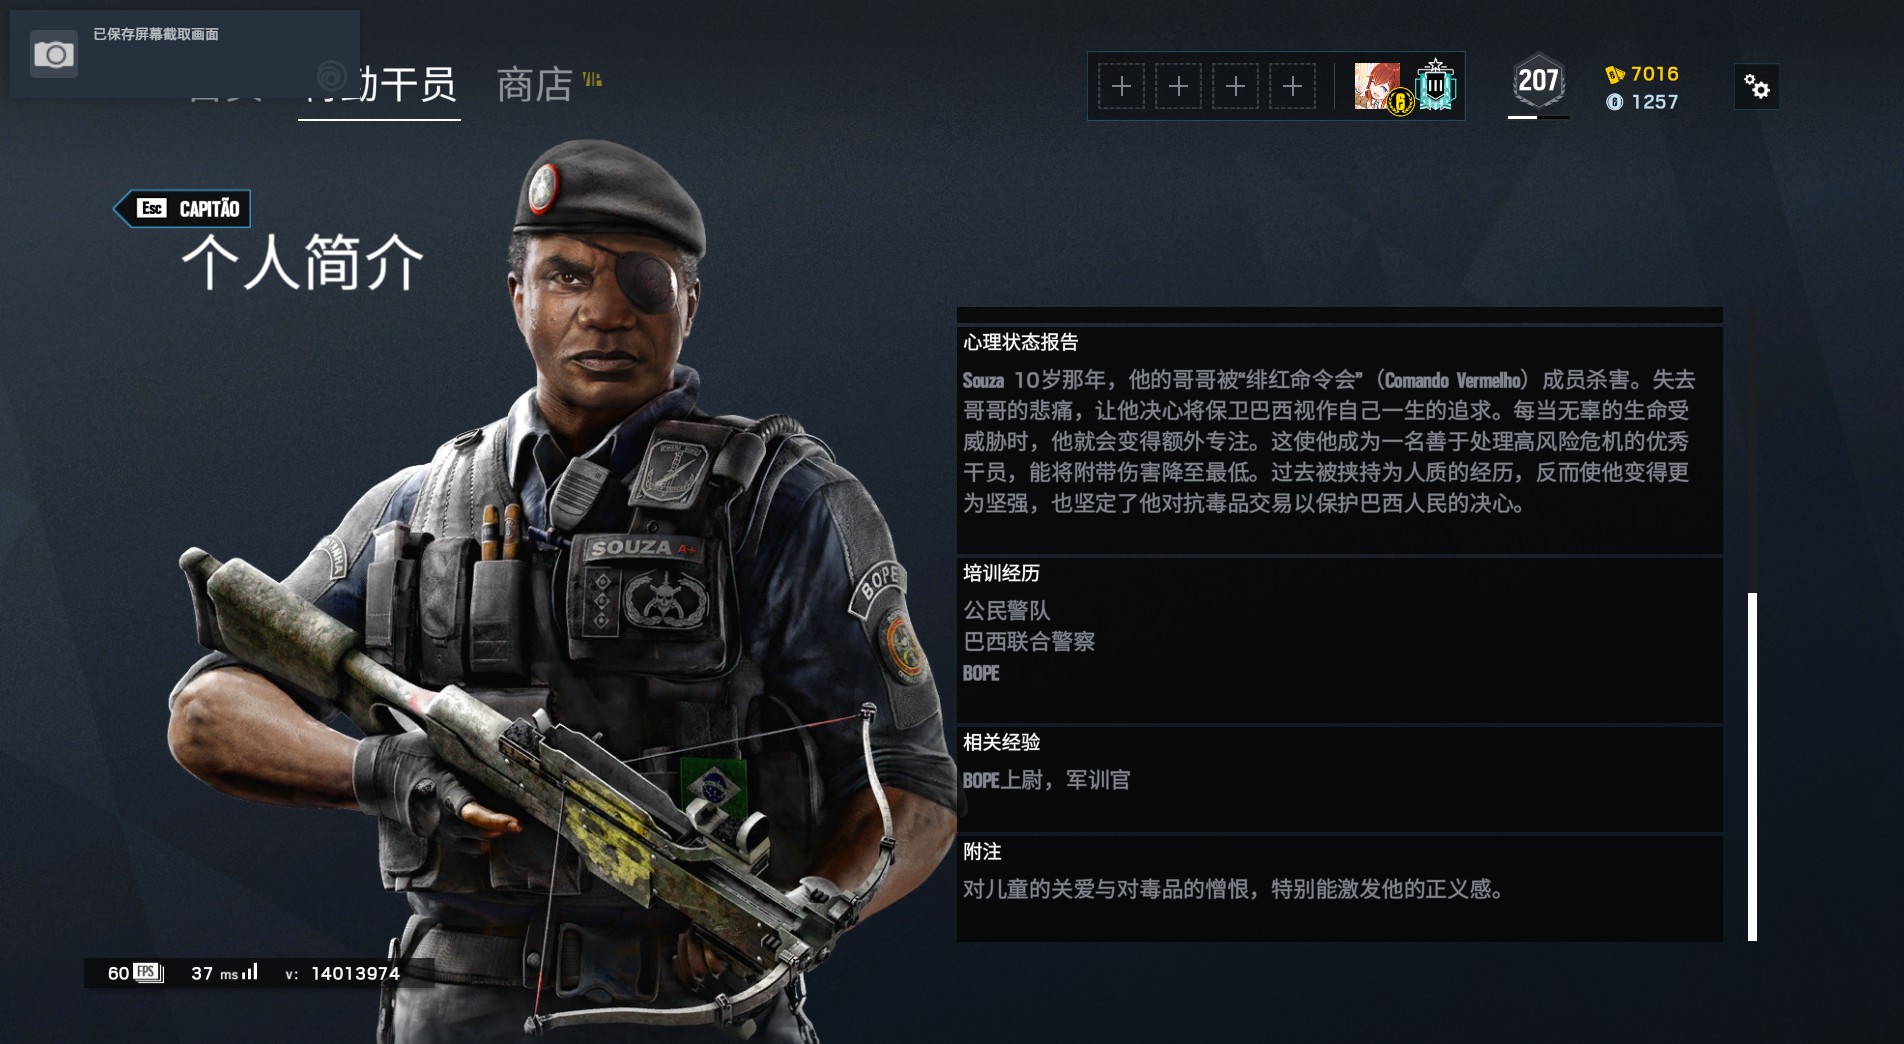 已保存屏幕截取画面
行动干员
商店
207
7016
1257
Esc CAPITÃO
个人简介
心理状态报告
Souza 10岁那年，他的哥哥被“绯红命令会”（Comando Vermelho）成员杀害。失去
哥哥的悲痛，让他决心将保卫巴西视作自己一生的追求。每当无辜的生命受
威胁时，他就会变得额外专注。这使他成为一名善于处理高风险危机的优秀
干员，能将附带伤害降至最低。过去被挟持为人质的经历，反而使他变得更
为坚强，也坚定了他对抗毒品交易以保护巴西人民的决心。
SOUZA A+
BOPE
培训经历
公民警队
巴西联合警察
BOPE
相关经验
BOPE上尉，军训官
附注
对儿童的关爱与对毒品的憎恨，特别能激发他的正义感。
60 FPS 37 ms v: 14013974